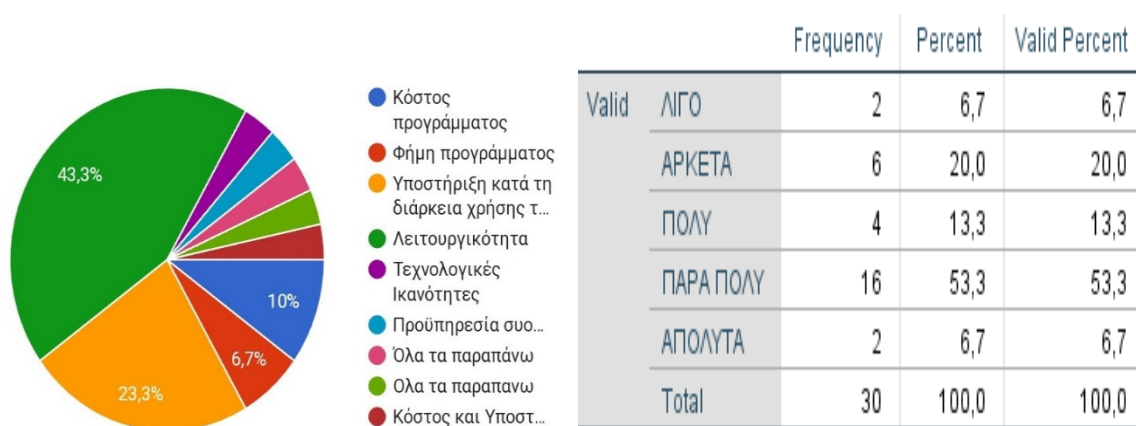 43,3%
10%
6,7%
23,3%
Κόστος
προγράμματος
Φήμη προγράμματος
Υποστήριξη κατά τη
διάρκεια χρήσης τ...
Λειτουργικότητα
Τεχνολογικές
Ικανότητες
Προϋπηρεσία συο...
Όλα τα παραπάνω
Ολα τα παραπανω
Κόστος και Υποστ...
Frequency Percent Valid Percent
Valid ΛΙΓΟ 2 6,7 6,7
ΑΡΚΕΤΑ 6 20,0 20,0
ΠΟΛΥ 4 13,3 13,3
ΠΑΡΑ ΠΟΛΥ 16 53,3 53,3
ΑΠΟΛΥΤΑ 2 6,7 6,7
Total 30 100,0 100,0